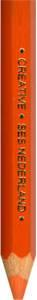 • CREATIVE • SES NEDERLAND •